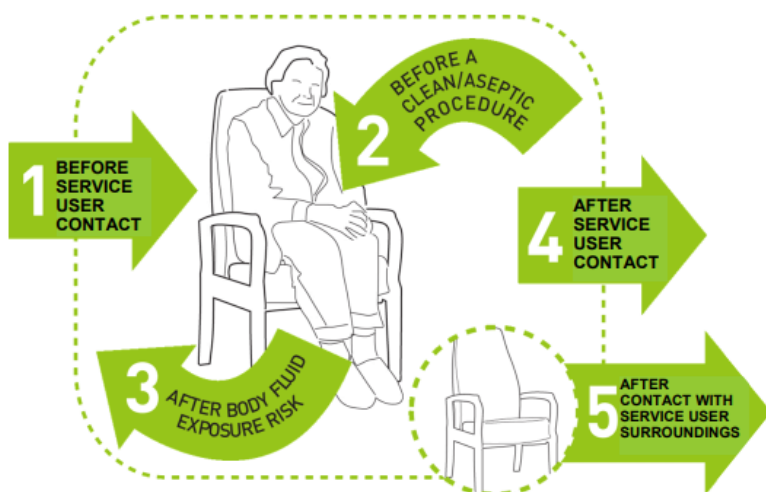 1
BEFORE
SERVICE
USER
CONTACT
2
BEFORE A
CLEAN/ASEPTIC
PROCEDURE
3
AFTER BODY FLUID
EXPOSURE RISK
4
AFTER
SERVICE
USER
CONTACT
5
AFTER
CONTACT WITH
SERVICE USER
SURROUNDINGS